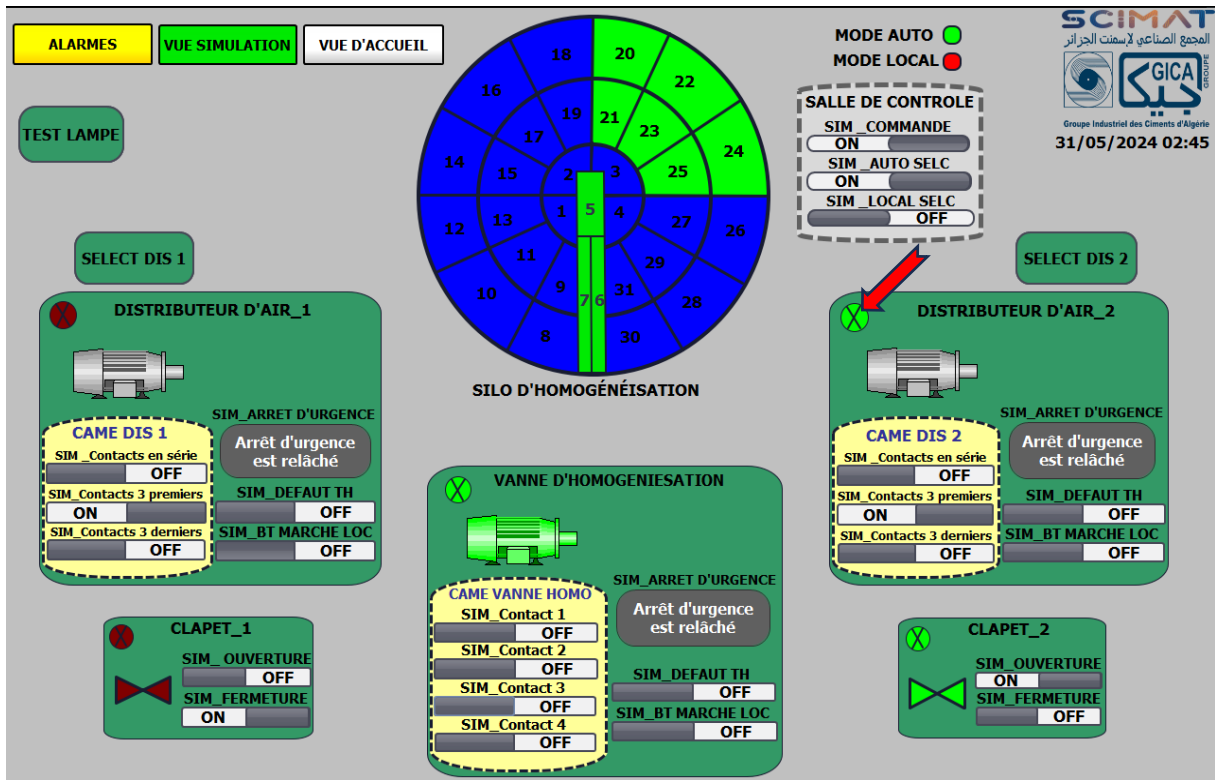 ALARMES
VUE SIMULATION
VUE D'ACCUEIL
TEST LAMPE
MODE AUTO
MODE LOCAL
SCIMAT
المجمع الصناعي لإسمنت الجزائر
GICA
جيكا
GROUPE
Groupe Industriel des Ciments d'Algérie
31/05/2024 02:45
SALLE DE CONTROLE
SIM _COMMANDE
ON
SIM _AUTO SELC
ON
SIM _LOCAL SELC
OFF
18
20
16
22
19
21
17
23
14
24
15
25
2
3
1
5
4
12
13
27
26
11
29
10
9
7
6
31
28
8
30
SILO D'HOMOGÉNÉISATION
SELECT DIS 1
DISTRIBUTEUR D'AIR_1
CAME DIS 1
SIM _Contacts en série
OFF
SIM_Contacts 3 premiers
ON
SIM_Contacts 3 derniers
OFF
SIM_ARRET D'URGENCE
Arrêt d'urgence
est relâché
SIM_DEFAUT TH
OFF
SIM_BT MARCHE LOC
OFF
SELECT DIS 2
DISTRIBUTEUR D'AIR_2
CAME DIS 2
SIM _Contacts en série
OFF
SIM_Contacts 3 premiers
ON
SIM_Contacts 3 derniers
OFF
SIM_ARRET D'URGENCE
Arrêt d'urgence
est relâché
SIM_DEFAUT TH
OFF
SIM_BT MARCHE LOC
OFF
VANNE D'HOMOGENIESATION
CAME VANNE HOMO
SIM_Contact 1
OFF
SIM_Contact 2
OFF
SIM_Contact 3
OFF
SIM_Contact 4
OFF
SIM_ARRET D'URGENCE
Arrêt d'urgence
est relâché
SIM_DEFAUT TH
OFF
SIM_BT MARCHE LOC
OFF
CLAPET_1
SIM_ OUVERTURE
OFF
SIM_FERMETURE
ON
CLAPET_2
SIM_OUVERTURE
ON
SIM_FERMETURE
OFF